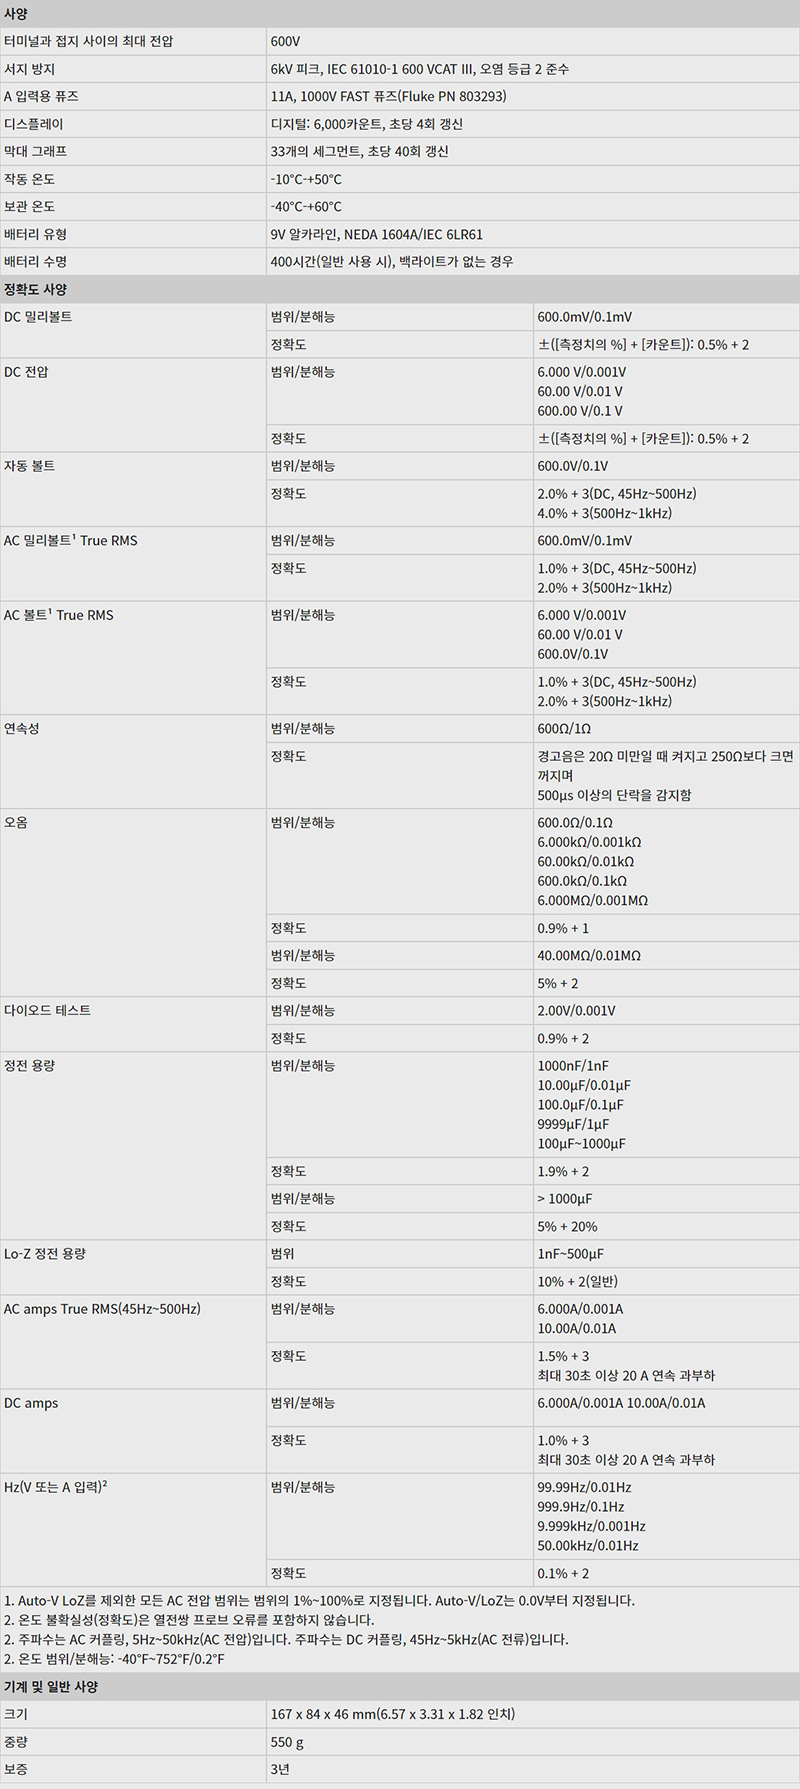 사양
터미널과 접지 사이의 최대 전압 600V
서지 방지 6kV 피크, IEC 61010-1 600 VCAT III, 오염 등급 2 준수
A 입력용 퓨즈 11A, 1000V FAST 퓨즈(Fluke PN 803293)
디스플레이 디지털: 6,000카운트, 초당 4회 갱신
막대 그래프 33개의 세그먼트, 초당 40회 갱신
작동 온도 -10°C-+50°C
보관 온도 -40°C-+60°C
배터리 유형 9V 알카라인, NEDA 1604A/IEC 6LR61
배터리 수명 400시간(일반 사용 시), 백라이트가 없는 경우
정확도 사양
DC 밀리볼트 범위/분해능 600.0mV/0.1mV
정확도 ±([측정치의 %] + [카운트]): 0.5% + 2
DC 전압 범위/분해능 6.000 V/0.001V
60.00 V/0.01 V
600.00 V/0.1 V
정확도 ±([측정치의 %] + [카운트]): 0.5% + 2
자동 볼트 범위/분해능 600.0V/0.1V
정확도 2.0% + 3(DC, 45Hz~500Hz)
4.0% + 3(500Hz~1kHz)
AC 밀리볼트¹ True RMS 범위/분해능 600.0mV/0.1mV
정확도 1.0% + 3(DC, 45Hz~500Hz)
2.0% + 3(500Hz~1kHz)
AC 볼트¹ True RMS 범위/분해능 6.000 V/0.001V
60.00 V/0.01 V
600.0V/0.1V
정확도 1.0% + 3(DC, 45Hz~500Hz)
2.0% + 3(500Hz~1kHz)
연속성 범위/분해능 600Ω/1Ω
정확도 경고음은 20Ω 미만일 때 켜지고 250Ω보다 크면
꺼지며
500μs 이상의 단락을 감지함
오옴 범위/분해능 600.0Ω/0.1Ω
6.000kΩ/0.001kΩ
60.00kΩ/0.01kΩ
600.0kΩ/0.1kΩ
6.000MΩ/0.001MΩ
정확도 0.9% + 1
범위/분해능 40.00MΩ/0.01MΩ
정확도 5% + 2
다이오드 테스트 범위/분해능 2.00V/0.001V
정확도 0.9% + 2
정전 용량 범위/분해능 1000nF/1nF
10.00μF/0.01μF
100.0μF/0.1μF
9999μF/1μF
100μF~1000μF
정확도 1.9% + 2
범위/분해능 > 1000μF
정확도 5% + 20%
Lo-Z 정전 용량 범위 1nF~500μF
정확도 10% + 2(일반)
AC amps True RMS(45Hz~500Hz) 범위/분해능 6.000A/0.001A
10.00A/0.01A
정확도 1.5% + 3
최대 30초 이상 20 A 연속 과부하
DC amps 범위/분해능 6.000A/0.001A 10.00A/0.01A
정확도 1.0% + 3
최대 30초 이상 20 A 연속 과부하
Hz(V 또는 A 입력)² 범위/분해능 99.99Hz/0.01Hz
999.9Hz/0.1Hz
9.999kHz/0.001Hz
50.00kHz/0.01Hz
정확도 0.1% + 2
1. Auto-V LoZ를 제외한 모든 AC 전압 범위는 범위의 1%~100%로 지정됩니다. Auto-V/LoZ는 0.0V부터 지정됩니다.
2. 온도 불확실성(정확도)은 열전쌍 프로브 오류를 포함하지 않습니다.
2. 주파수는 AC 커플링, 5Hz~50kHz(AC 전압)입니다. 주파수는 DC 커플링, 45Hz~5kHz(AC 전류)입니다.
2. 온도 범위/분해능: -40°F~752°F/0.2°F
기계 및 일반 사양
크기 167 x 84 x 46 mm(6.57 x 3.31 x 1.82 인치)
중량 550 g
보증 3년